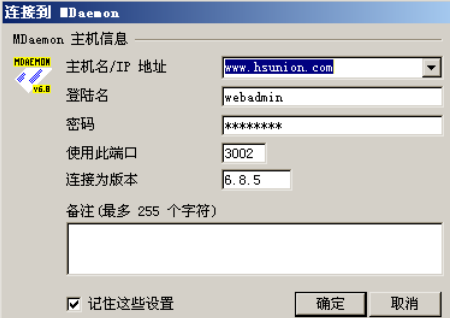 连接到 MDaemon
MDaemon 主机信息
MDAEMON
v6.8
主机名/IP 地址
www.hsunion.com
登陆名
webadmin
密码
********
使用此端口
3002
连接为版本
6.8.5
备注(最多 255 个字符)
记住这些设置
确定
取消